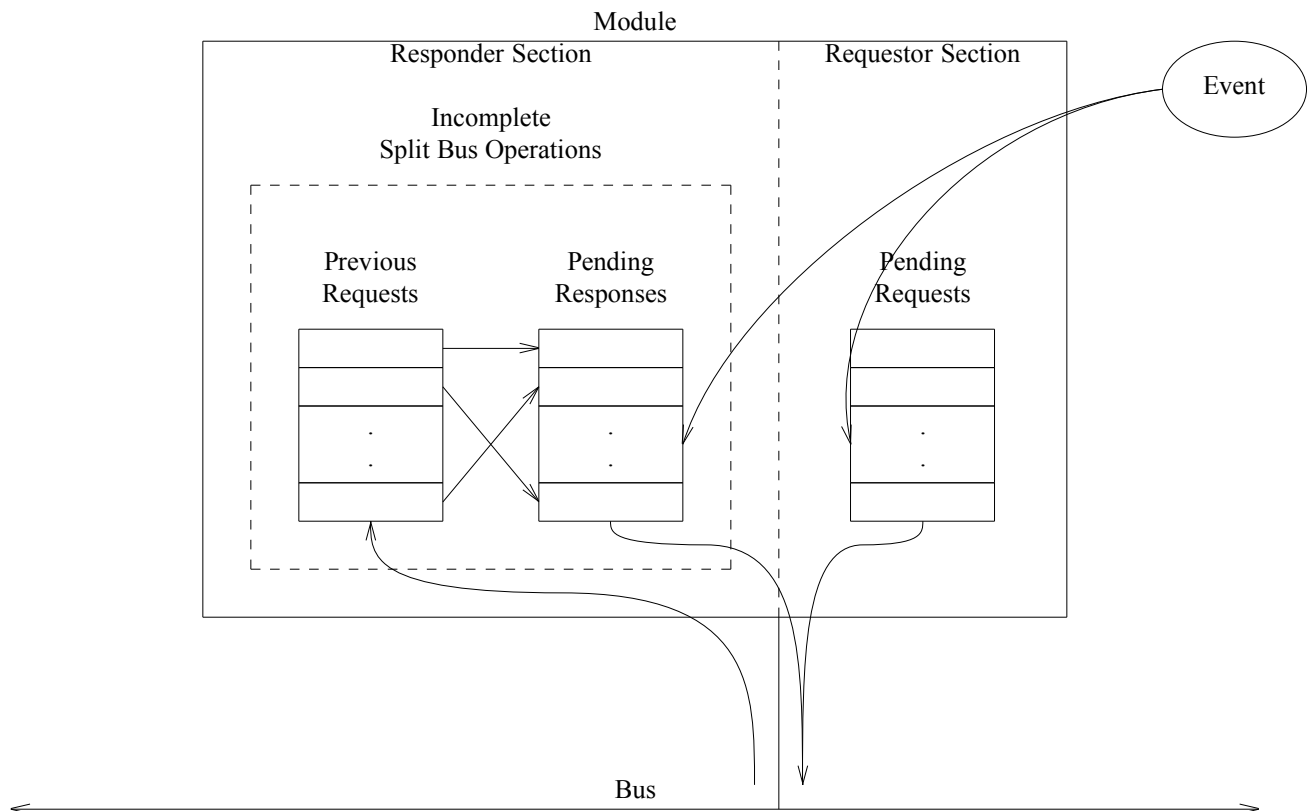 Module
Responder Section
Requestor Section
Event
Incomplete
Split Bus Operations
Previous
Requests
Pending
Responses
Pending
Requests
Bus